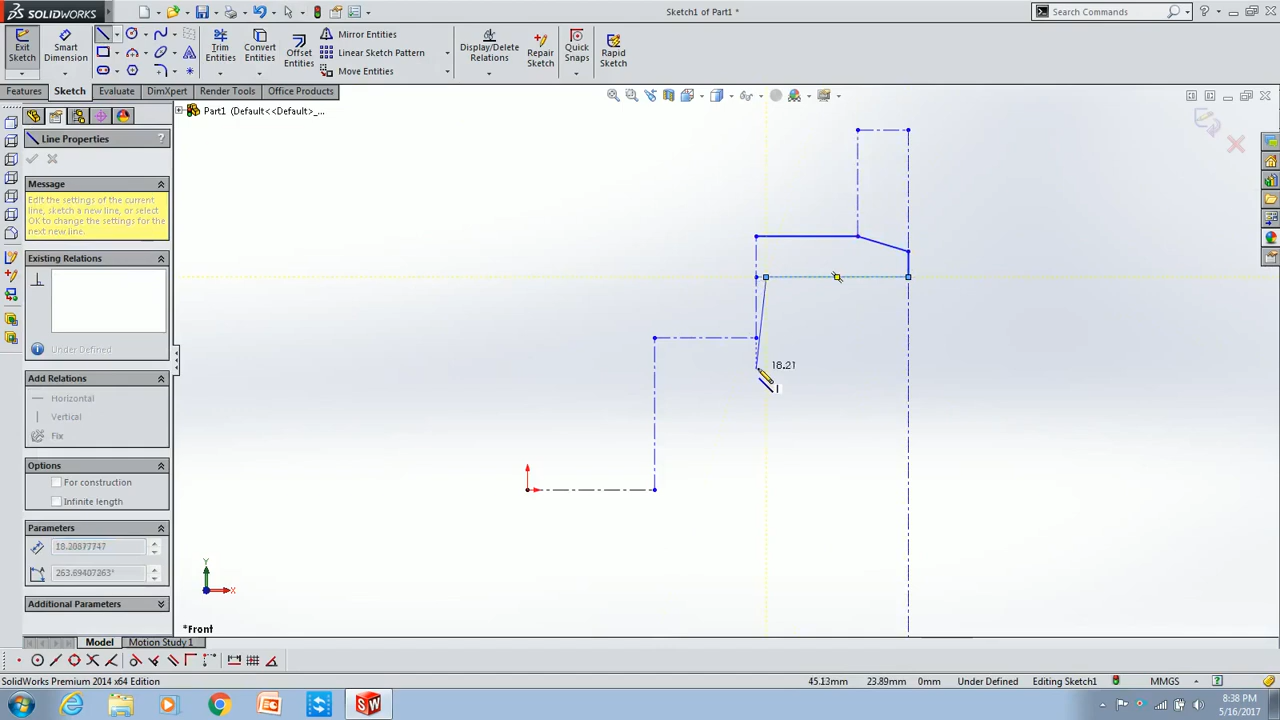 SOLIDWORKS
Sketch1 of Part1 *
Search Commands
Exit Sketch
Smart Dimension
Trim Entities
Convert Entities
Offset Entities
Mirror Entities
Linear Sketch Pattern
Move Entities
Display/Delete Relations
Repair Sketch
Quick Snaps
Rapid Sketch
Features
Sketch
Evaluate
DimXpert
Render Tools
Office Products
Part1 (Default<<Default>_...
Line Properties
?
Message
Edit the settings of the current
line, sketch a new line, or select
OK to change the settings for the
next new line.
Existing Relations
Under Defined
Add Relations
Horizontal
Vertical
Fix
Options
For construction
Infinite length
Parameters
18.20877747
263.69407263°
Additional Parameters
18.21
Y
X
*Front
Model
Motion Study 1
SolidWorks Premium 2014 x64 Edition
45.13mm
23.89mm
0mm
Under Defined
Editing Sketch1
MMGS
8:38 PM
5/16/2017